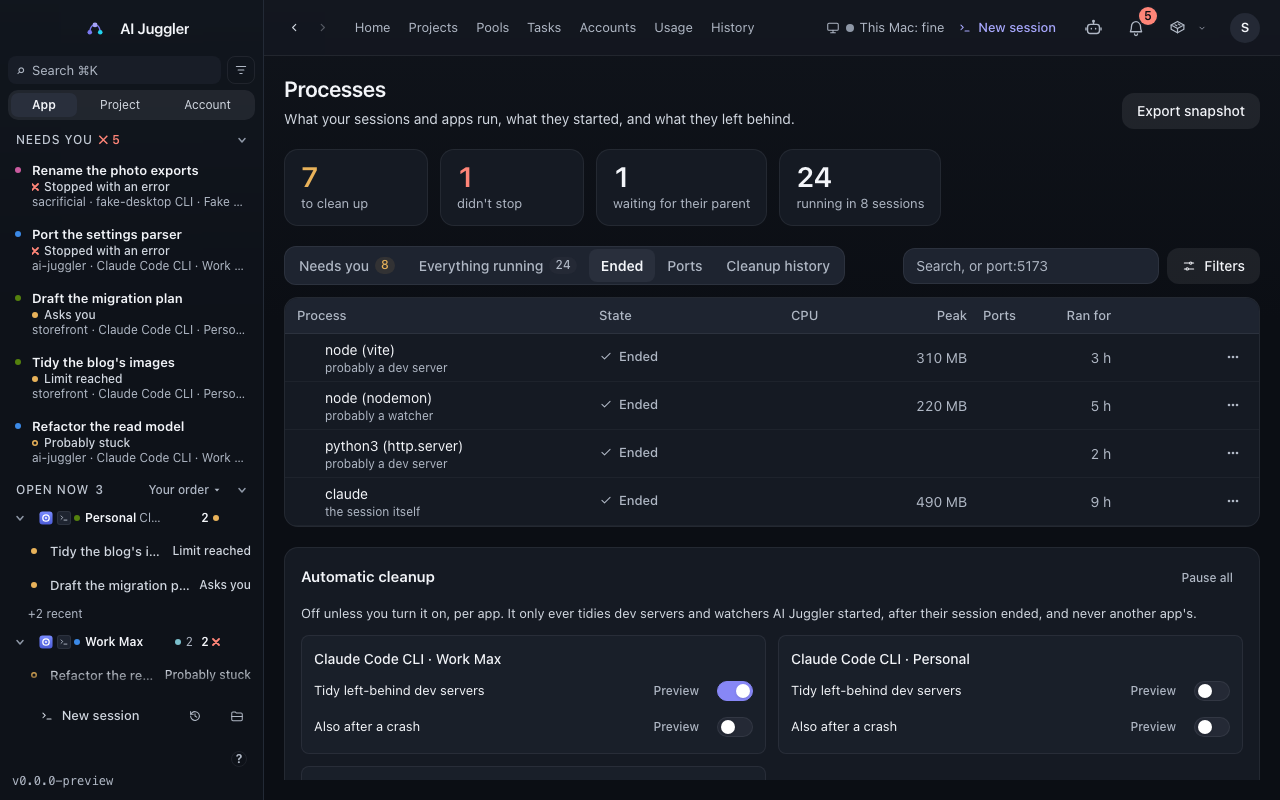 AI Juggler
Search ⌘K
App Project Account
NEEDS YOU 5
Rename the photo exports
Stopped with an error
sacrificial · fake-desktop CLI · Fake ...
Port the settings parser
Stopped with an error
ai-juggler · Claude Code CLI · Work ...
Draft the migration plan
Asks you
storefront · Claude Code CLI · Perso...
Tidy the blog's images
Limit reached
storefront · Claude Code CLI · Perso...
Refactor the read model
Probably stuck
ai-juggler · Claude Code CLI · Work ...
OPEN NOW 3 Your order
Personal Cl... 2
Tidy the blog's i... Limit reached
Draft the migration p... Asks you
+2 recent
Work Max 2 2
Refactor the re... Probably stuck
New session
?
v0.0.0-preview
Home Projects Pools Tasks Accounts Usage History This Mac: fine New session 5 S
Processes
What your sessions and apps run, what they started, and what they left behind.
Export snapshot
7
to clean up
1
didn't stop
1
waiting for their parent
24
running in 8 sessions
Needs you 8 Everything running 24 Ended Ports Cleanup history
Search, or port:5173
Filters
Process State CPU Peak Ports Ran for
node (vite) Ended 310 MB 3 h
probably a dev server
node (nodemon) Ended 220 MB 5 h
probably a watcher
python3 (http.server) Ended 2 h
probably a dev server
claude Ended 490 MB 9 h
the session itself
Automatic cleanup Pause all
Off unless you turn it on, per app. It only ever tidies dev servers and watchers AI Juggler started, after their session ended, and never another app's.
Claude Code CLI · Work Max
Tidy left-behind dev servers Preview
Also after a crash Preview
Claude Code CLI · Personal
Tidy left-behind dev servers Preview
Also after a crash Preview